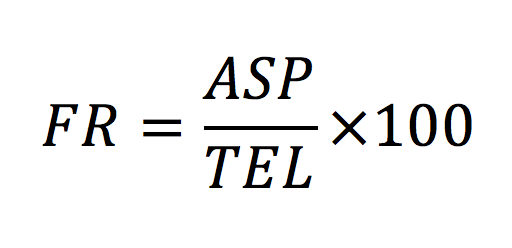 FR = ASP/TEL ×100